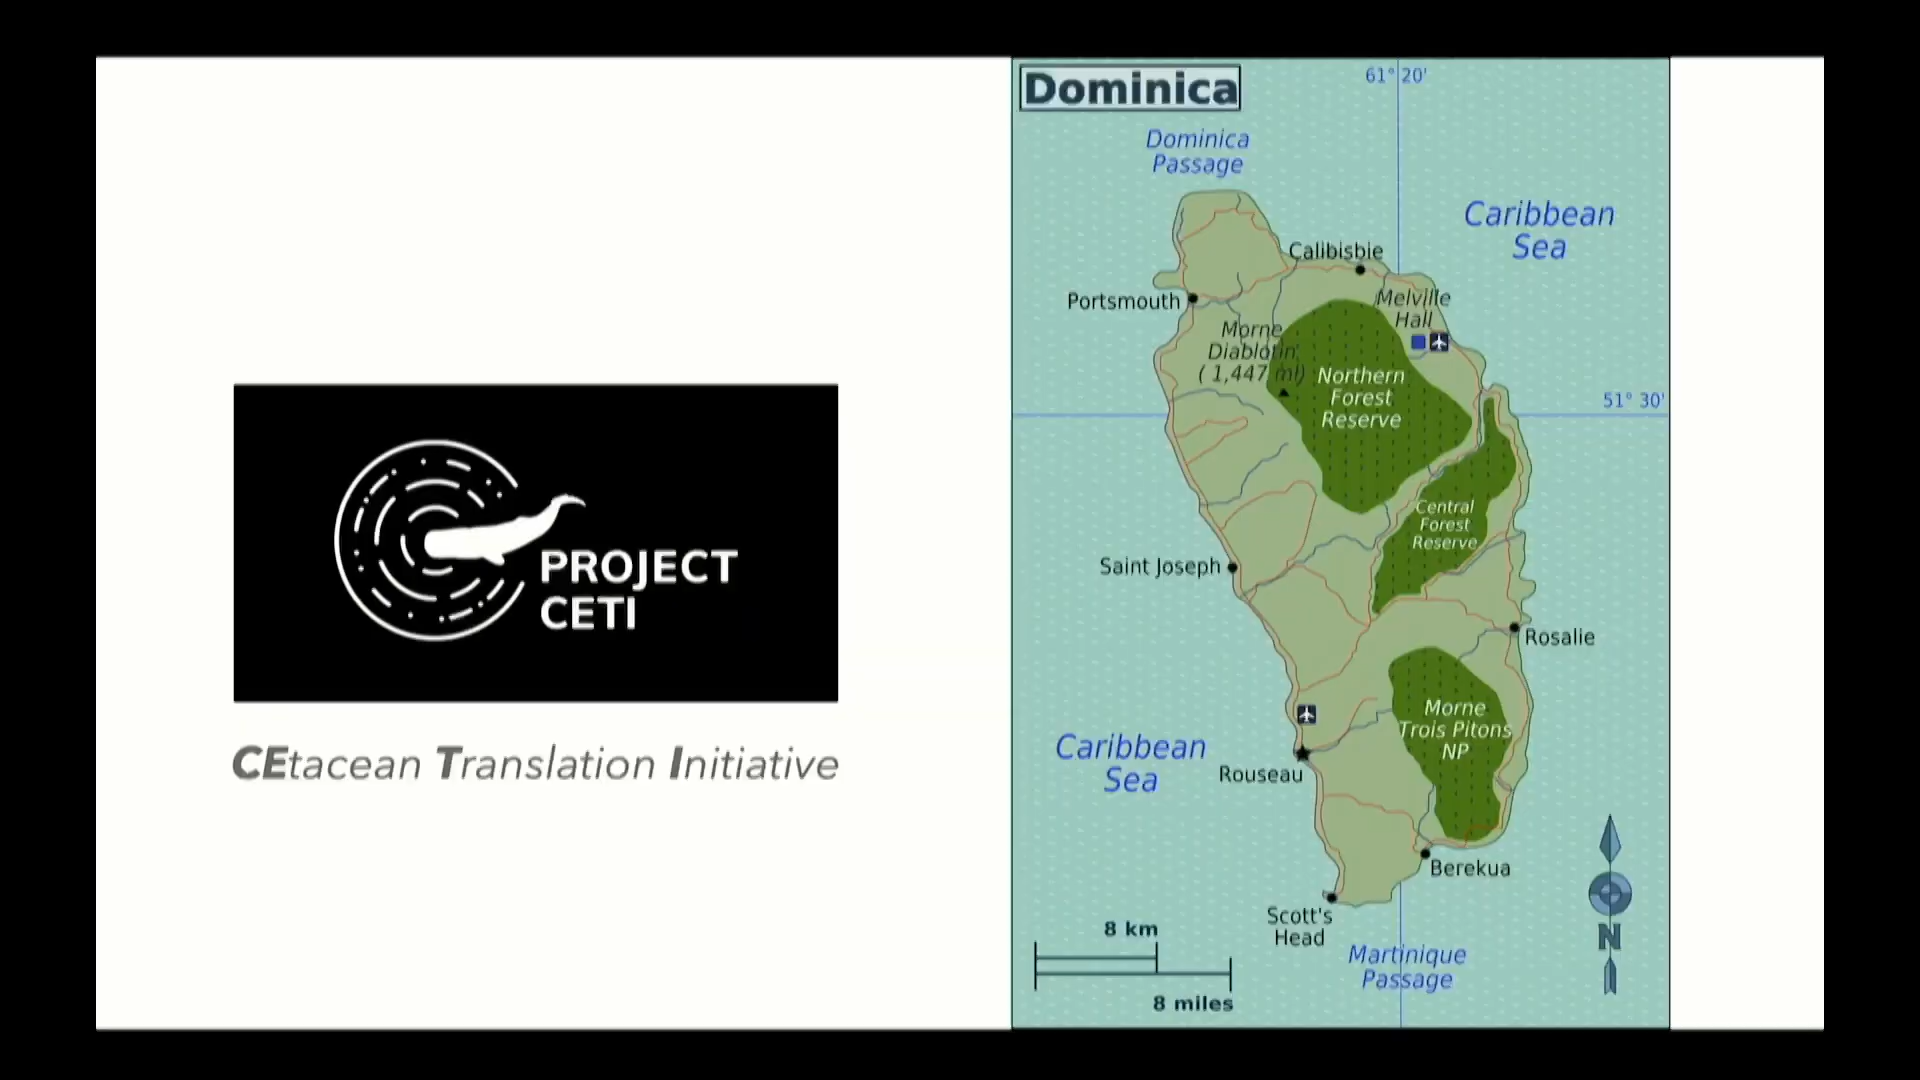 PROJECT
CETI
CEtacean Translation Initiative
Dominica
61° 20'
Dominica
Passage
Caribbean
Sea
Calibisbie
Portsmouth
Melville
Hall
Morne
Diablotin
( 1,447 ml)
Northern
Forest
Reserve
51° 30'
Central
Forest
Reserve
Saint Joseph
Rosalie
Morne
Trois Pitons
NP
Caribbean
Sea
Rouseau
Berekua
Scott's
Head
8 km
N
Martinique
Passage
8 miles